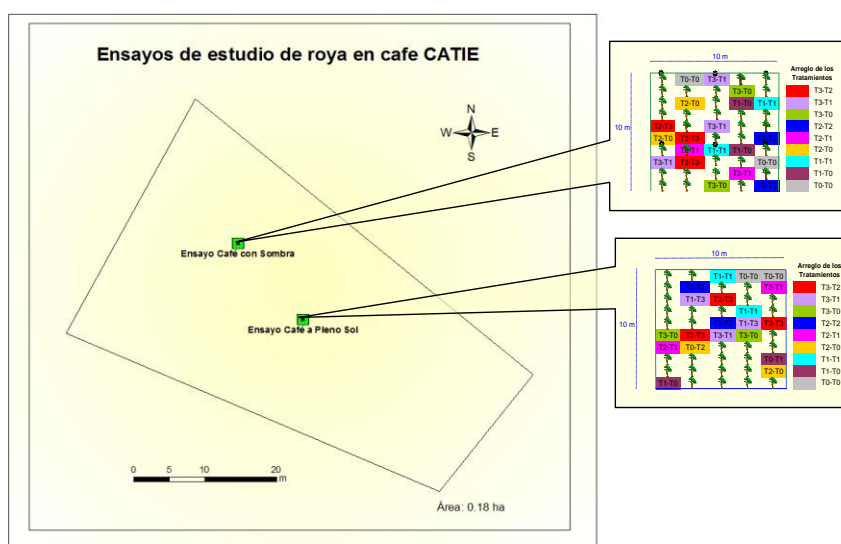 Ensayos de estudio de roya en cafe CATIE
N
W E
S
Ensayo Café con Sombra
Ensayo Café a Pleno Sol
0 5 10 20
m
Área: 0.18 ha
10 m
10 m
T0-T0 T3-T1
T3-T0
T2-T0 T1-T0 T1-T1
T2-T3 T3-T1
T2-T0 T2-T3
T1-T1 T1-T0
T3-T1 T2-T3 T0-T0
T2-T1
T3-T0
Arreglo de los
Tratamientos
T3-T2
T3-T1
T3-T0
T2-T2
T2-T1
T2-T0
T1-T1
T1-T0
T0-T0
10 m
10 m
T1-T1 T0-T0 T0-T0
T2-T1
T1-T3 T2-T3
T1-T1
T1-T3 T2-T3
T3-T0 T2-T3 T3-T1 T3-T0
T2-T1 T0-T2
T0-T1
T2-T0
T1-T0
Arreglo de los
Tratamientos
T3-T2
T3-T1
T3-T0
T2-T2
T2-T1
T2-T0
T1-T1
T1-T0
T0-T0